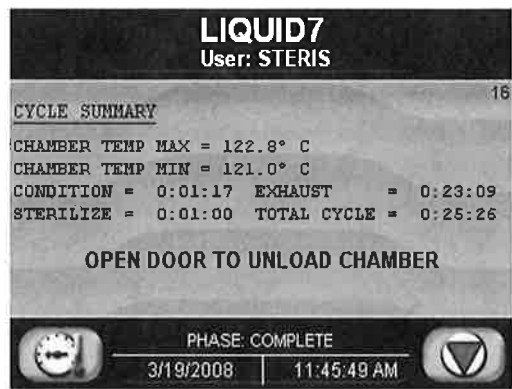 LIQUID7
User: STERIS
16
CYCLE SUMMARY
CHAMBER TEMP MAX = 122.8° C
CHAMBER TEMP MIN = 121.0° C
CONDITION = 0:01:17 EXHAUST = 0:23:09
STERILIZE = 0:01:00 TOTAL CYCLE = 0:25:26
OPEN DOOR TO UNLOAD CHAMBER
PHASE: COMPLETE
3/19/2008 11:45:49 AM